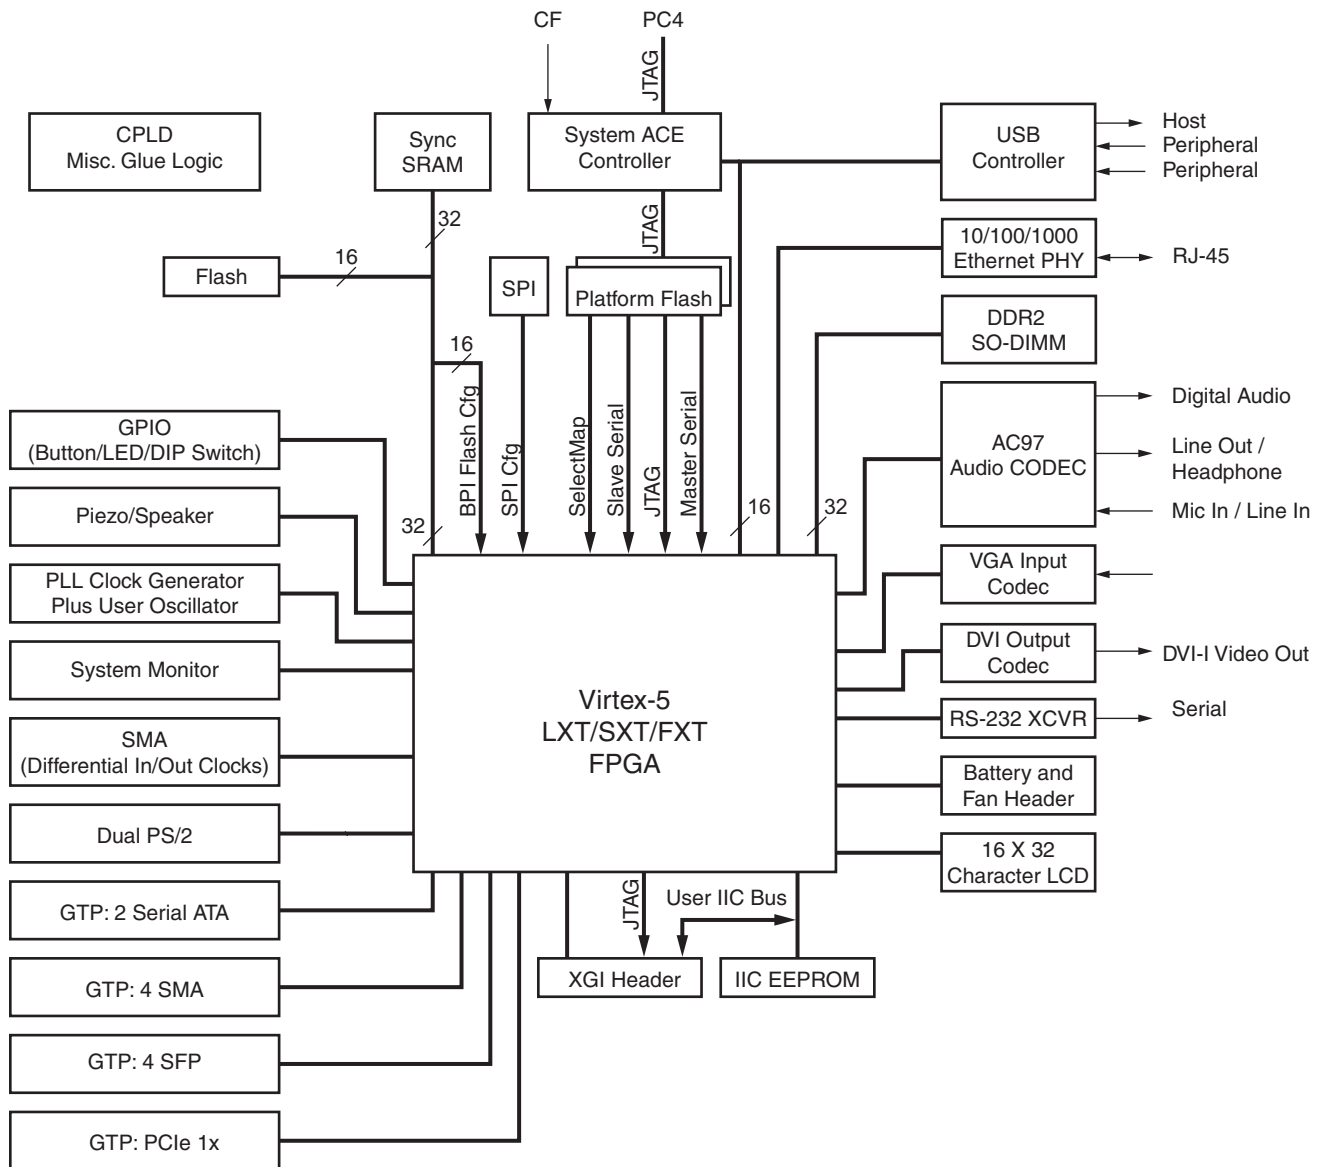 CF
PC4
JTAG
CPLD
Misc. Glue Logic
Sync
SRAM
System ACE
Controller
USB
Controller
Host
Peripheral
Peripheral
32
JTAG
10/100/1000
Ethernet PHY
RJ-45
16
Flash
SPI
Platform Flash
DDR2
SO-DIMM
16
BPI Flash Cfg
SPI Cfg
SelectMap
Slave Serial
JTAG
Master Serial
AC97
Audio CODEC
Digital Audio
Line Out /
Headphone
Mic In / Line In
GPIO
(Button/LED/DIP Switch)
Piezo/Speaker
32
16
32
PLL Clock Generator
Plus User Oscillator
VGA Input
Codec
System Monitor
DVI Output
Codec
DVI-I Video Out
Virtex-5
LXT/SXT/FXT
FPGA
RS-232 XCVR
Serial
SMA
(Differential In/Out Clocks)
Battery and
Fan Header
Dual PS/2
16 X 32
Character LCD
GTP: 2 Serial ATA
JTAG
User IIC Bus
GTP: 4 SMA
XGI Header
IIC EEPROM
GTP: 4 SFP
GTP: PCIe 1x